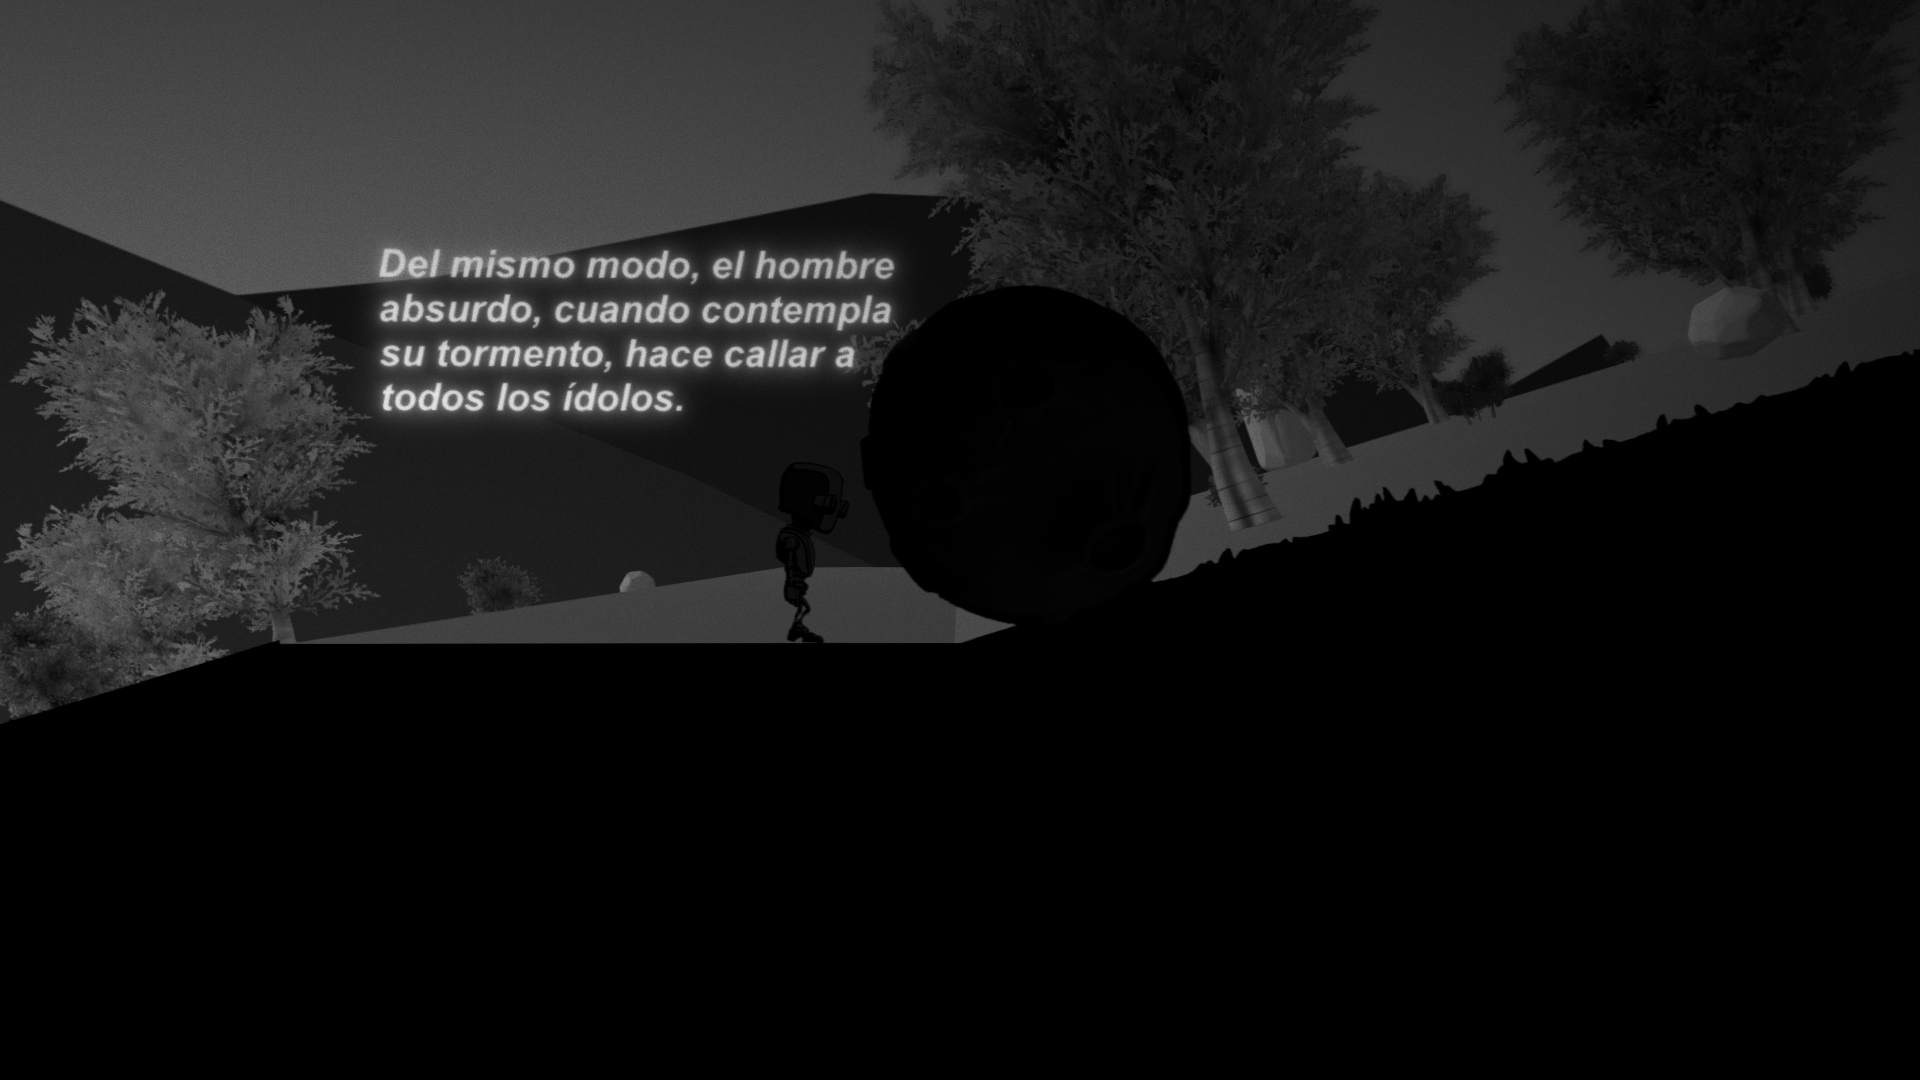 Del mismo modo, el hombre
absurdo, cuando contempla
su tormento, hace callar a
todos los ídolos.